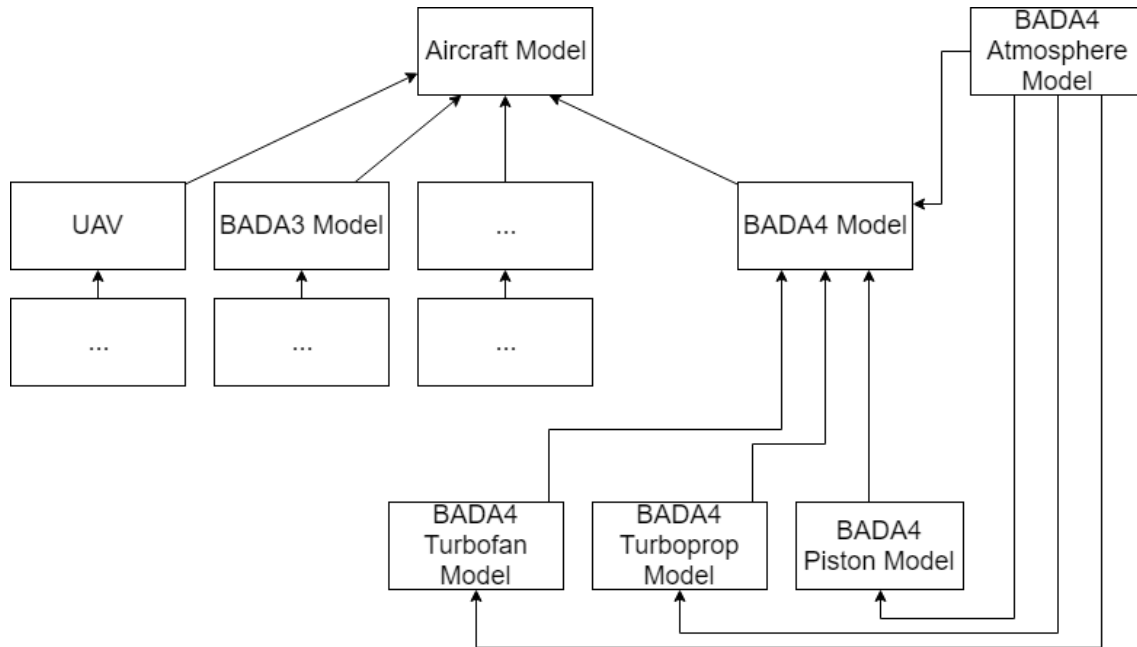 Aircraft Model
BADA4
Atmosphere
Model
UAV
BADA3 Model
...
BADA4 Model
...
...
...
BADA4
Turbofan
Model
BADA4
Turboprop
Model
BADA4
Piston Model